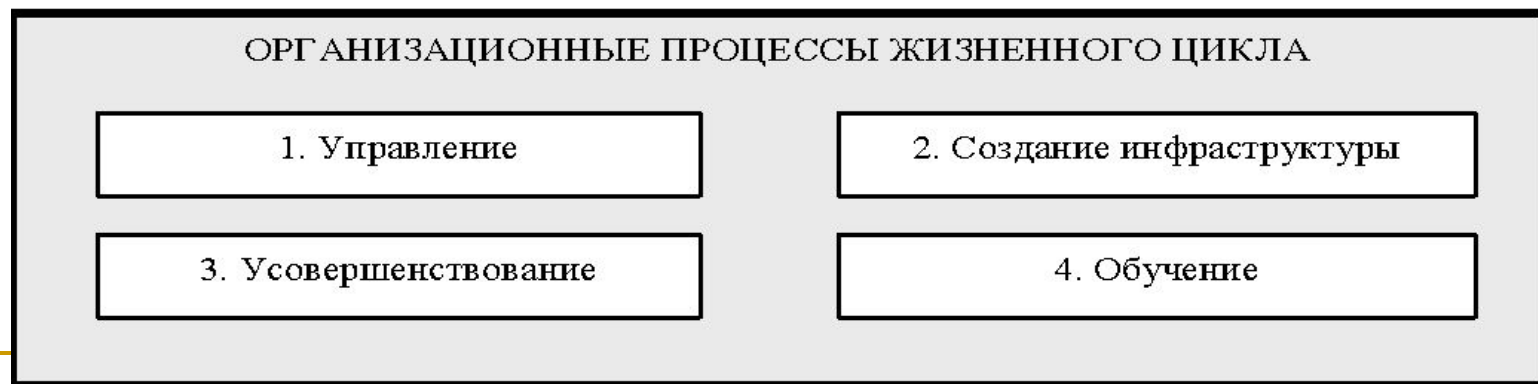 ОРГАНИЗАЦИОННЫЕ ПРОЦЕССЫ ЖИЗНЕННОГО ЦИКЛА
1. Управление
2. Создание инфраструктуры
3. Усовершенствование
4. Обучение